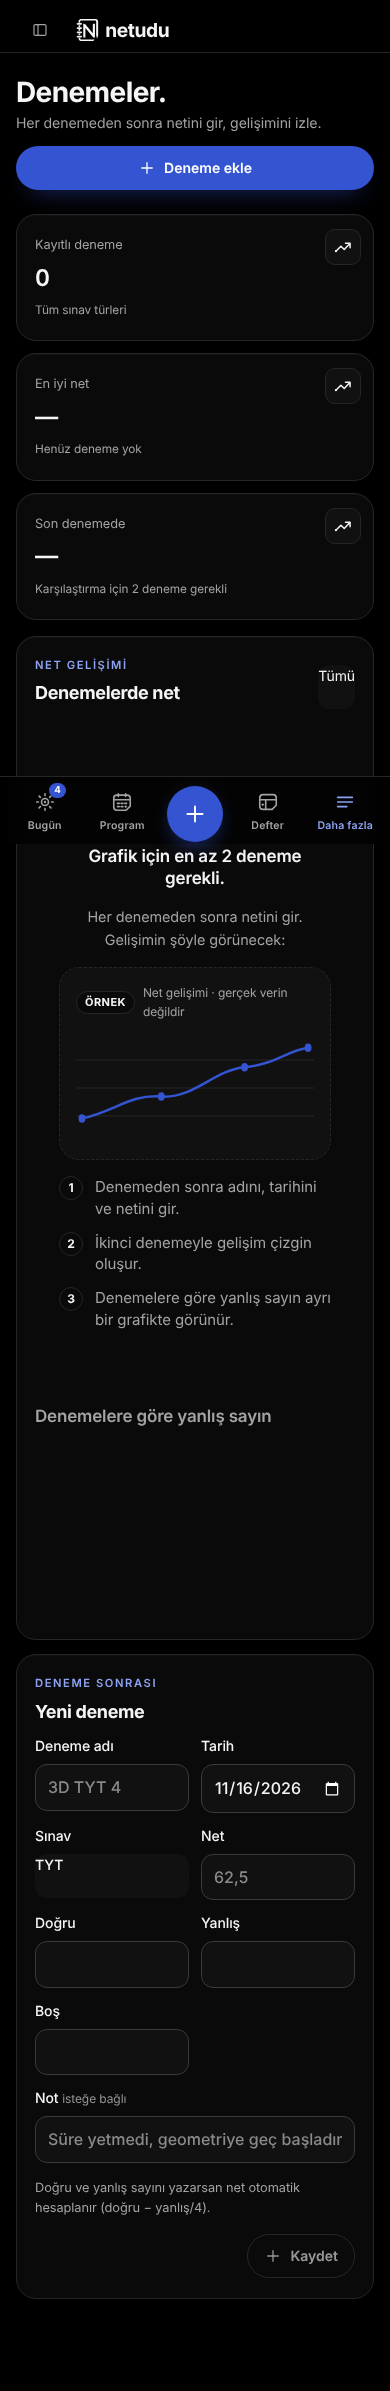 netudu
Denemeler.
Her denemeden sonra netini gir, gelişimini izle.
Deneme ekle
Kayıtlı deneme
0
Tüm sınav türleri
En iyi net
—
Henüz deneme yok
Son denemede
—
Karşılaştırma için 2 deneme gerekli
NET GELİŞİMİ
Denemelerde net
Tümü
4
Bugün
Program
Defter
Daha fazla
Grafik için en az 2 deneme
gerekli.
Her denemeden sonra netini gir.
Gelişimin şöyle görünecek:
ÖRNEK
Net gelişimi · gerçek verin
değildir
1 Denemeden sonra adını, tarihini
ve netini gir.
2 İkinci denemeyle gelişim çizgin
oluşur.
3 Denemelere göre yanlış sayın ayrı
bir grafikte görünür.
Denemelere göre yanlış sayın
DENEME SONRASI
Yeni deneme
Deneme adı
Tarih
3D TYT 4
11/16/2026
Sınav
Net
TYT
62,5
Doğru
Yanlış
Boş
Not isteğe bağlı
Süre yetmedi, geometriye geç başladır
Doğru ve yanlış sayını yazarsan net otomatik
hesaplanır (doğru − yanlış/4).
Kaydet